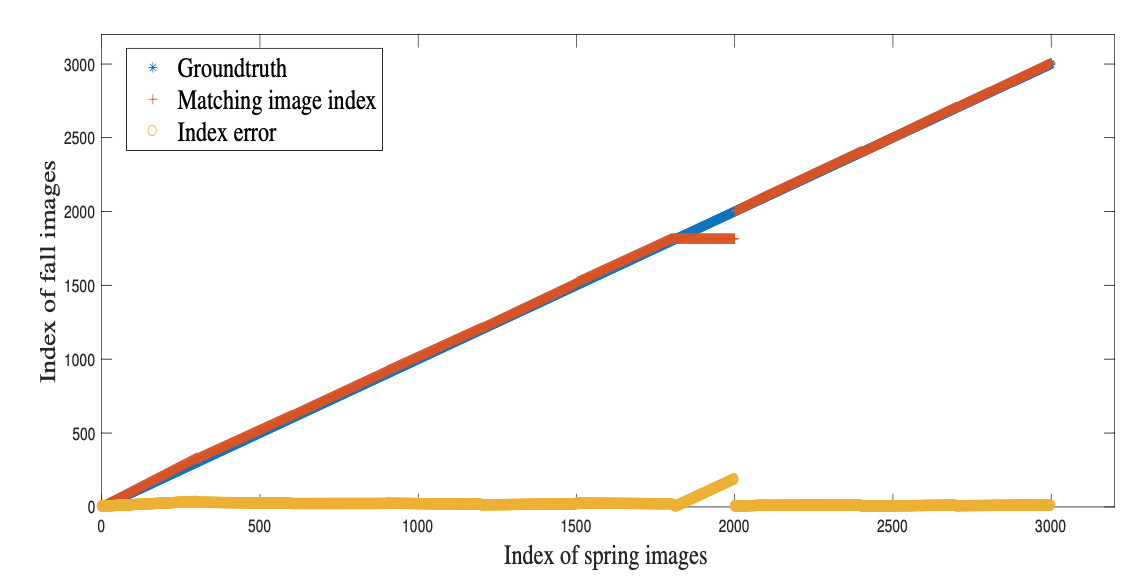 Groundtruth
Matching image index
Index error
Index of fall images
3000
2500
2000
1500
1000
500
0
0 500 1000 1500 2000 2500 3000
Index of spring images